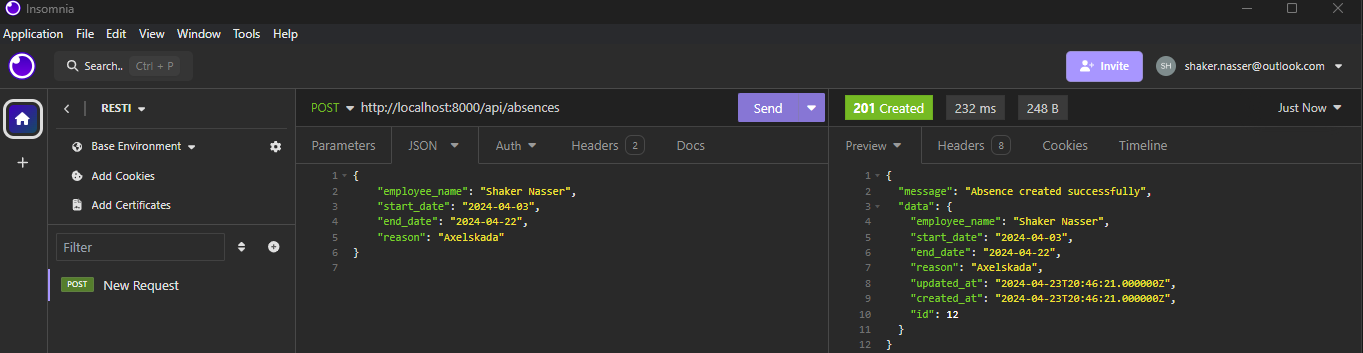 Insomnia
Application File Edit View Window Tools Help
Search.. Ctrl + P
Invite
SH shaker.nasser@outlook.com
RESTI
POST http://localhost:8000/api/absences
Send
201 Created 232 ms 248 B
Just Now
Base Environment
Add Cookies
Add Certificates
Filter
POST New Request
Parameters JSON Auth Headers 2 Docs
1 {
2 "employee_name": "Shaker Nasser",
3 "start_date": "2024-04-03",
4 "end_date": "2024-04-22",
5 "reason": "Axelskada"
6 }
7
Preview Headers 8 Cookies Timeline
1 {
2 "message": "Absence created successfully",
3 "data": {
4 "employee_name": "Shaker Nasser",
5 "start_date": "2024-04-03",
6 "end_date": "2024-04-22",
7 "reason": "Axelskada",
8 "updated_at": "2024-04-23T20:46:21.000000Z",
9 "created_at": "2024-04-23T20:46:21.000000Z",
10 "id": 12
11 }
12 }